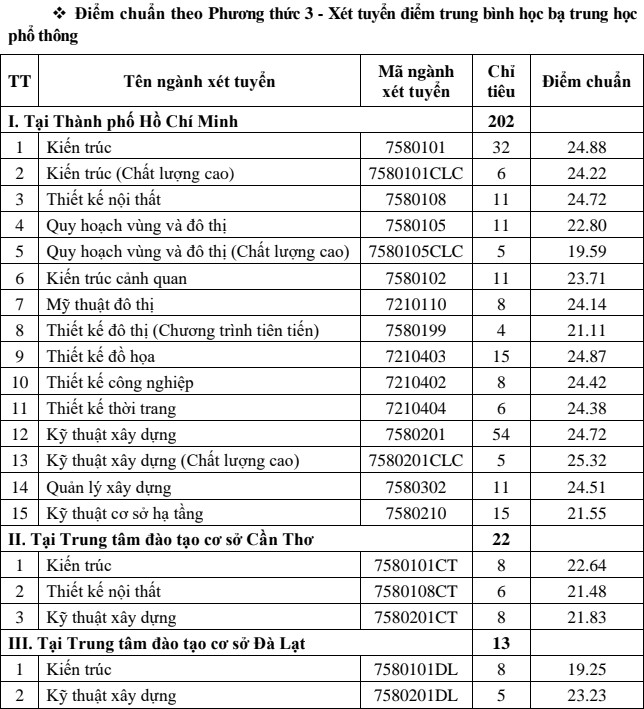 ❖ Điểm chuẩn theo Phương thức 3 - Xét tuyển điểm trung bình học bạ trung học
phổ thông
TT Tên ngành xét tuyển Mã ngành xét tuyển Chỉ tiêu Điểm chuẩn
I. Tại Thành phố Hồ Chí Minh 202
1 Kiến trúc 7580101 32 24.88
2 Kiến trúc (Chất lượng cao) 7580101CLC 6 24.22
3 Thiết kế nội thất 7580108 11 24.72
4 Quy hoạch vùng và đô thị 7580105 11 22.80
5 Quy hoạch vùng và đô thị (Chất lượng cao) 7580105CLC 5 19.59
6 Kiến trúc cảnh quan 7580102 11 23.71
7 Mỹ thuật đô thị 7210110 8 24.14
8 Thiết kế đô thị (Chương trình tiên tiến) 7580199 4 21.11
9 Thiết kế đồ họa 7210403 15 24.87
10 Thiết kế công nghiệp 7210402 8 24.42
11 Thiết kế thời trang 7210404 6 24.38
12 Kỹ thuật xây dựng 7580201 54 24.72
13 Kỹ thuật xây dựng (Chất lượng cao) 7580201CLC 5 25.32
14 Quản lý xây dựng 7580302 11 24.51
15 Kỹ thuật cơ sở hạ tầng 7580210 15 21.55
II. Tại Trung tâm đào tạo cơ sở Cần Thơ 22
1 Kiến trúc 7580101CT 8 22.64
2 Thiết kế nội thất 7580108CT 6 21.48
3 Kỹ thuật xây dựng 7580201CT 8 21.83
III. Tại Trung tâm đào tạo cơ sở Đà Lạt 13
1 Kiến trúc 7580101DL 8 19.25
2 Kỹ thuật xây dựng 7580201DL 5 23.23